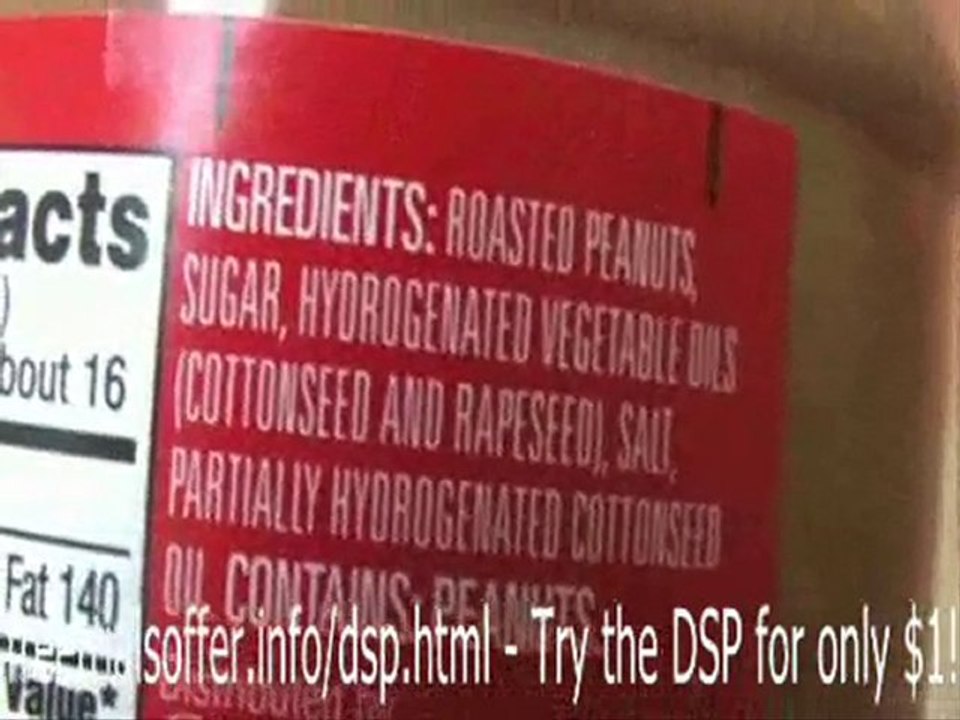 acts
)
bout 16
Fat 140
Value*
INGREDIENTS: ROASTED PEANUTS,
SUGAR, HYDROGENATED VEGETABLE OILS
(COTTONSEED AND RAPESEED), SALT,
PARTIALLY HYDROGENATED COTTONSEED
OIL. CONTAINS: PEANUTS.
soffer.info/dsp.html - Try the DSP for only $1!
Distributed